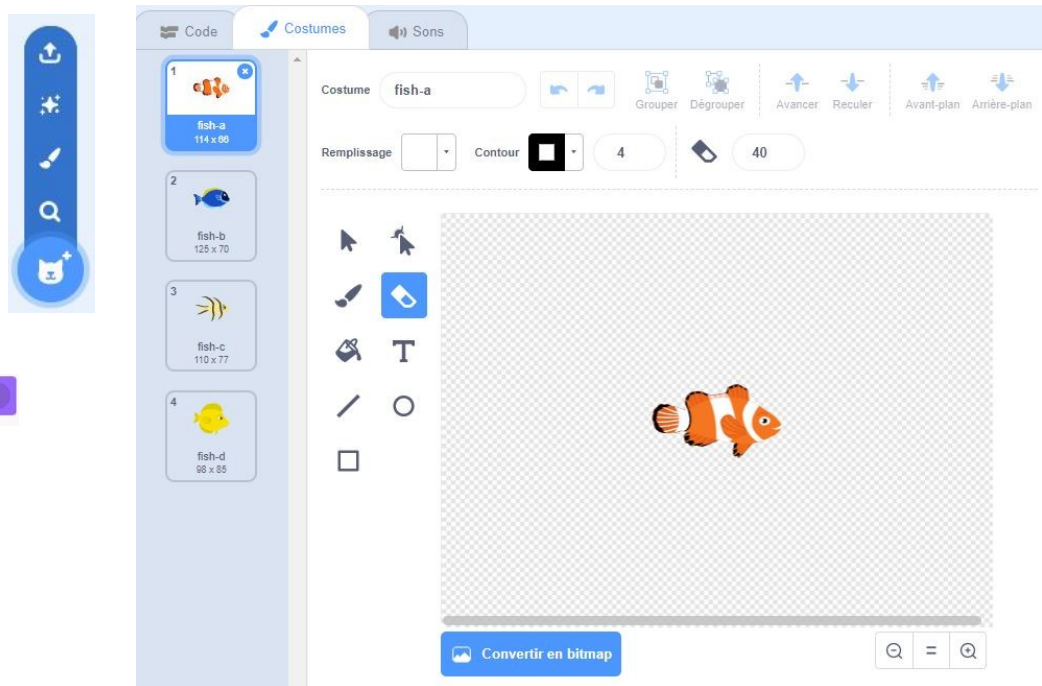 Code
Costumes
Sons
1
fish-a
114 x 66
2
fish-b
125 x 70
3
fish-c
110 x 77
4
fish-d
98 x 85
Costume
fish-a
Grouper
Dégrouper
Avancer
Reculer
Avant-plan
Arrière-plan
Remplissage
Contour
4
40
T
Convertir en bitmap